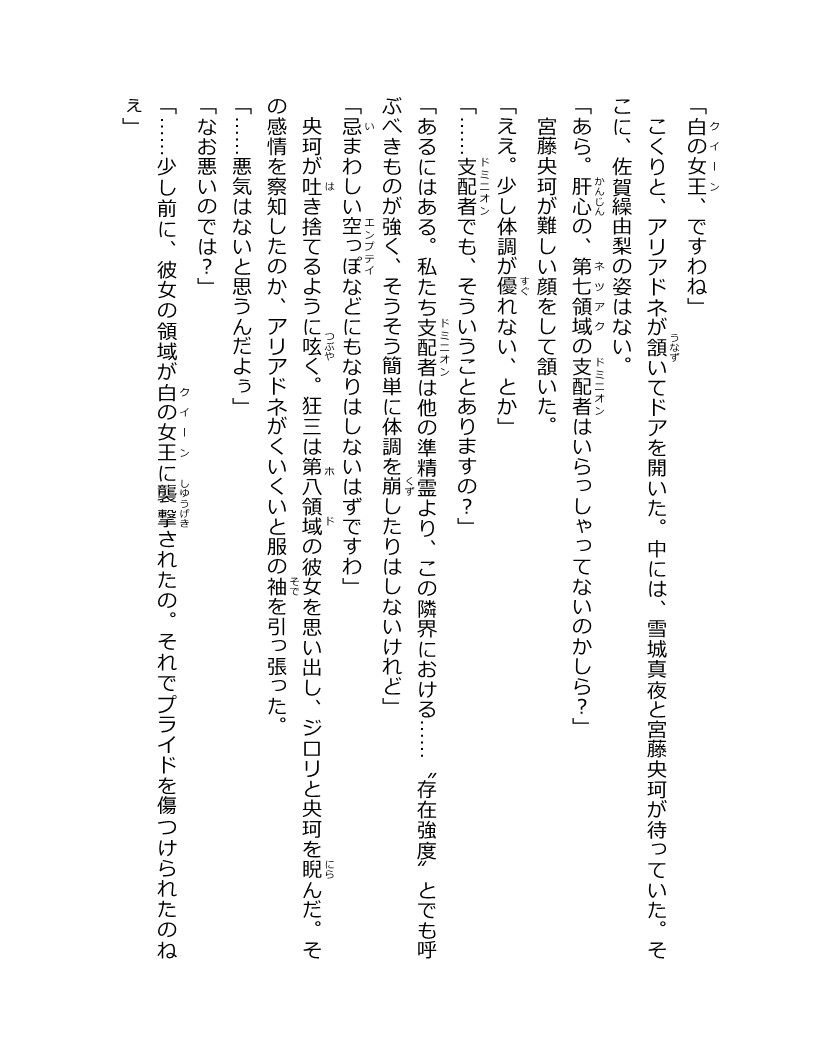 「白の女王、ですわね」
こくりと、アリアドネが頷いてドアを開いた。中には、雪城真夜と宮藤央珂が待っていた。そ
こに、佐賀繰由梨の姿はない。
「あら。肝心の、第七領域の支配者はいらっしゃってないのかしら？」
宮藤央珂が難しい顔をして頷いた。
「ええ。少し体調が優れない、とか」
「……支配者でも、そういうことありますの？」
「あるにはある。私たち支配者は他の準精霊より、この隣界における……〝存在強度〟とでも呼
ぶべきものが強く、そうそう簡単に体調を崩したりはしないけれど」
「忌まわしい空っぽなどにもなりはしないはずですわ」
央珂が吐き捨てるように呟く。狂三は第八領域の彼女を思い出し、ジロリと央珂を睨んだ。そ
の感情を察知したのか、アリアドネがくいくいと服の袖を引っ張った。
「……悪気はないと思うんだよぅ」
「なお悪いのでは？」
「……少し前に、彼女の領域が白の女王に襲撃されたの。それでプライドを傷つけられたのね
ぇ」